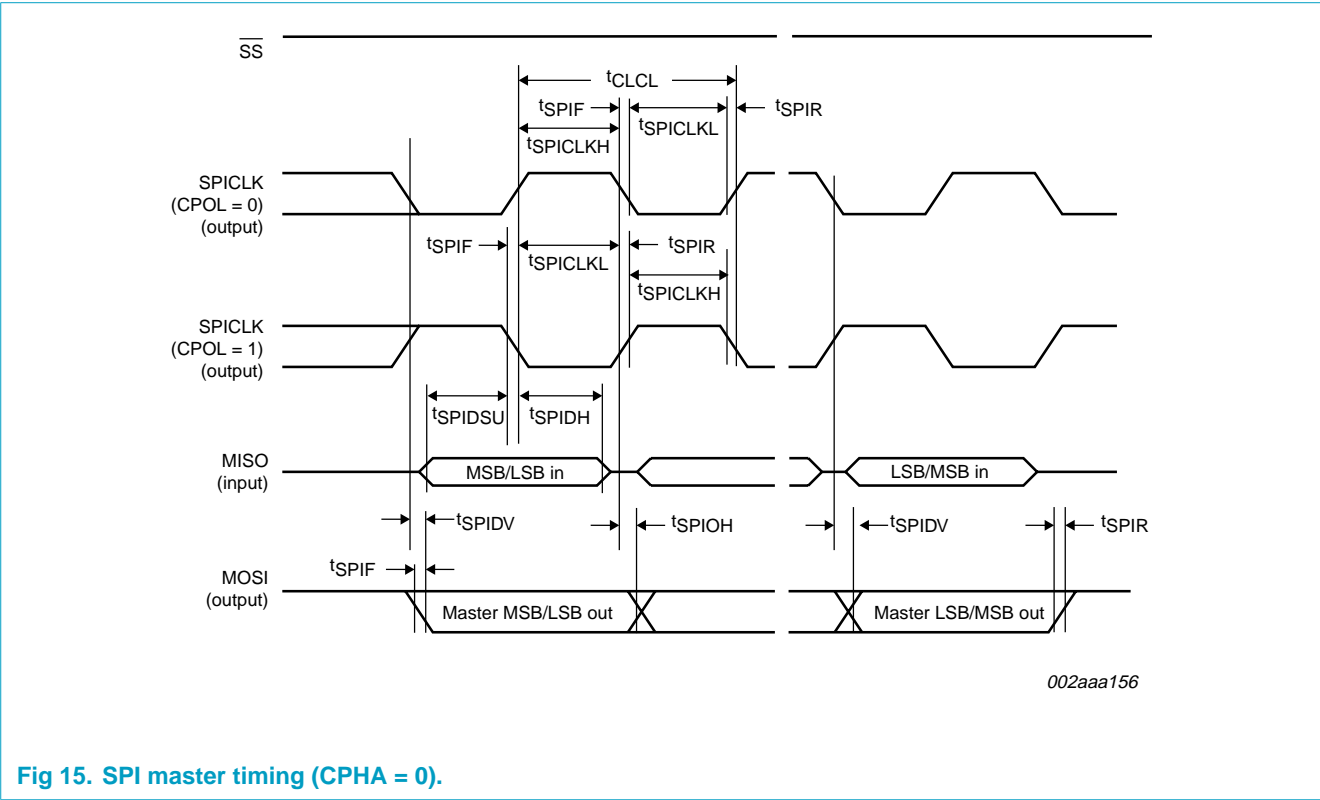 SS
tCLCL
tSPIF
tSPIR
tSPICLKL
tSPICLKH
SPICLK
(CPOL = 0)
(output)
tSPIF
tSPIR
tSPICLKL
tSPICLKH
SPICLK
(CPOL = 1)
(output)
tSPIDSU
tSPIDH
MISO
(input)
MSB/LSB in
LSB/MSB in
tSPIDV
tSPIOH
tSPIDV
tSPIR
tSPIF
MOSI
(output)
Master MSB/LSB out
Master LSB/MSB out
002aaa156
Fig 15. SPI master timing (CPHA = 0).